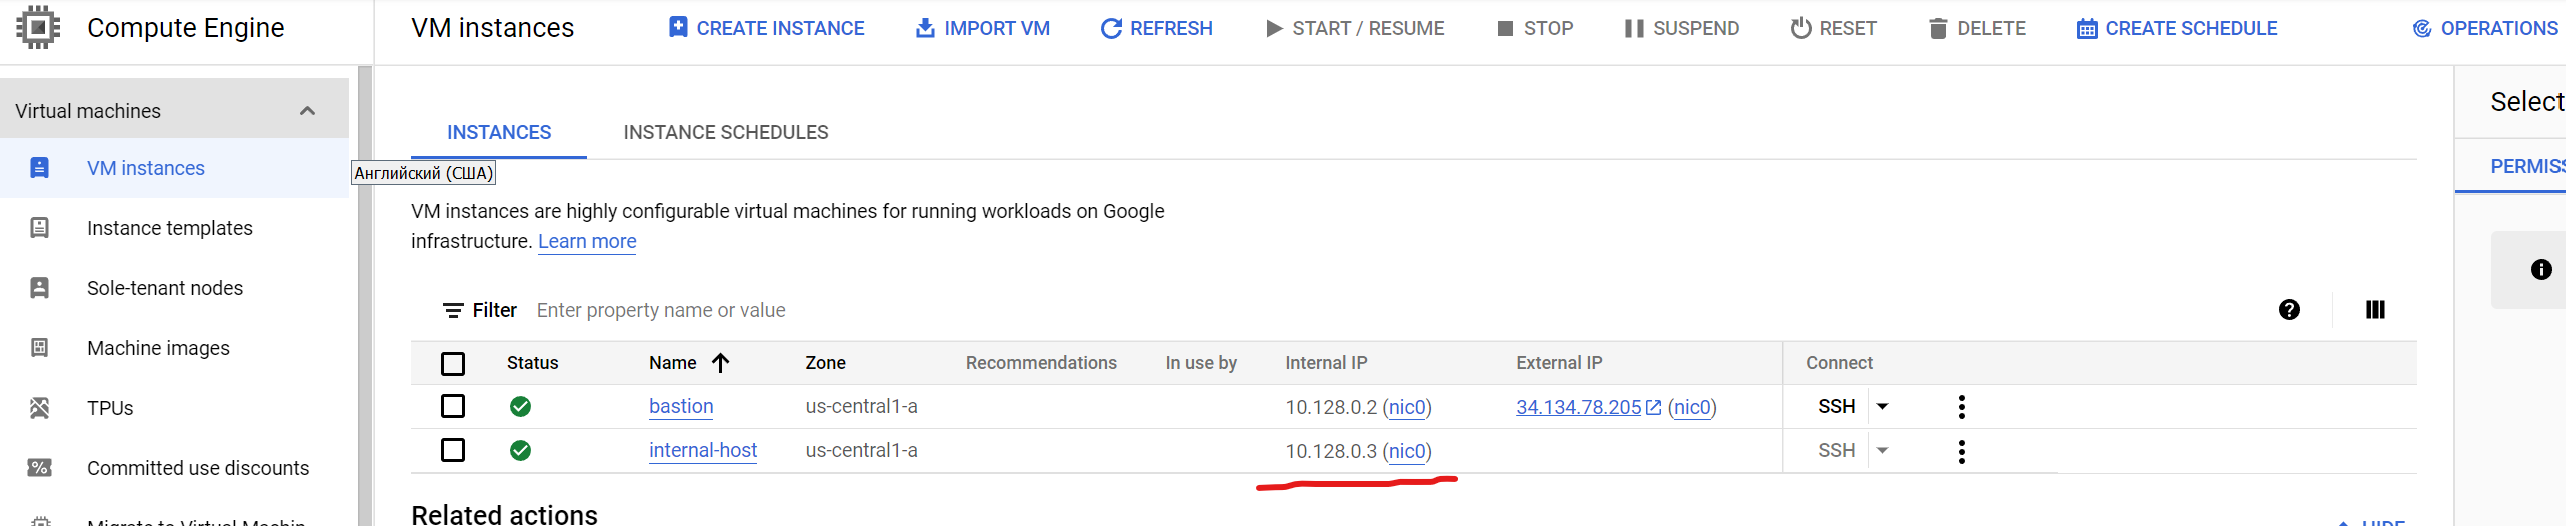 Compute Engine
VM instances
CREATE INSTANCE
IMPORT VM
REFRESH
START / RESUME
STOP
SUSPEND
RESET
DELETE
CREATE SCHEDULE
OPERATIONS
Virtual machines
VM instances
Instance templates
Sole-tenant nodes
Machine images
TPUs
Committed use discounts
Migrate to Virtual Machin
Английский (США)
INSTANCES INSTANCE SCHEDULES
VM instances are highly configurable virtual machines for running workloads on Google
infrastructure. Learn more
Filter Enter property name or value
Status Name Zone Recommendations In use by Internal IP External IP Connect
bastion us-central1-a 10.128.0.2 (nic0) 34.134.78.205 (nic0) SSH
internal-host us-central1-a 10.128.0.3 (nic0) SSH
Related actions
HIDE
Select
PERMISS